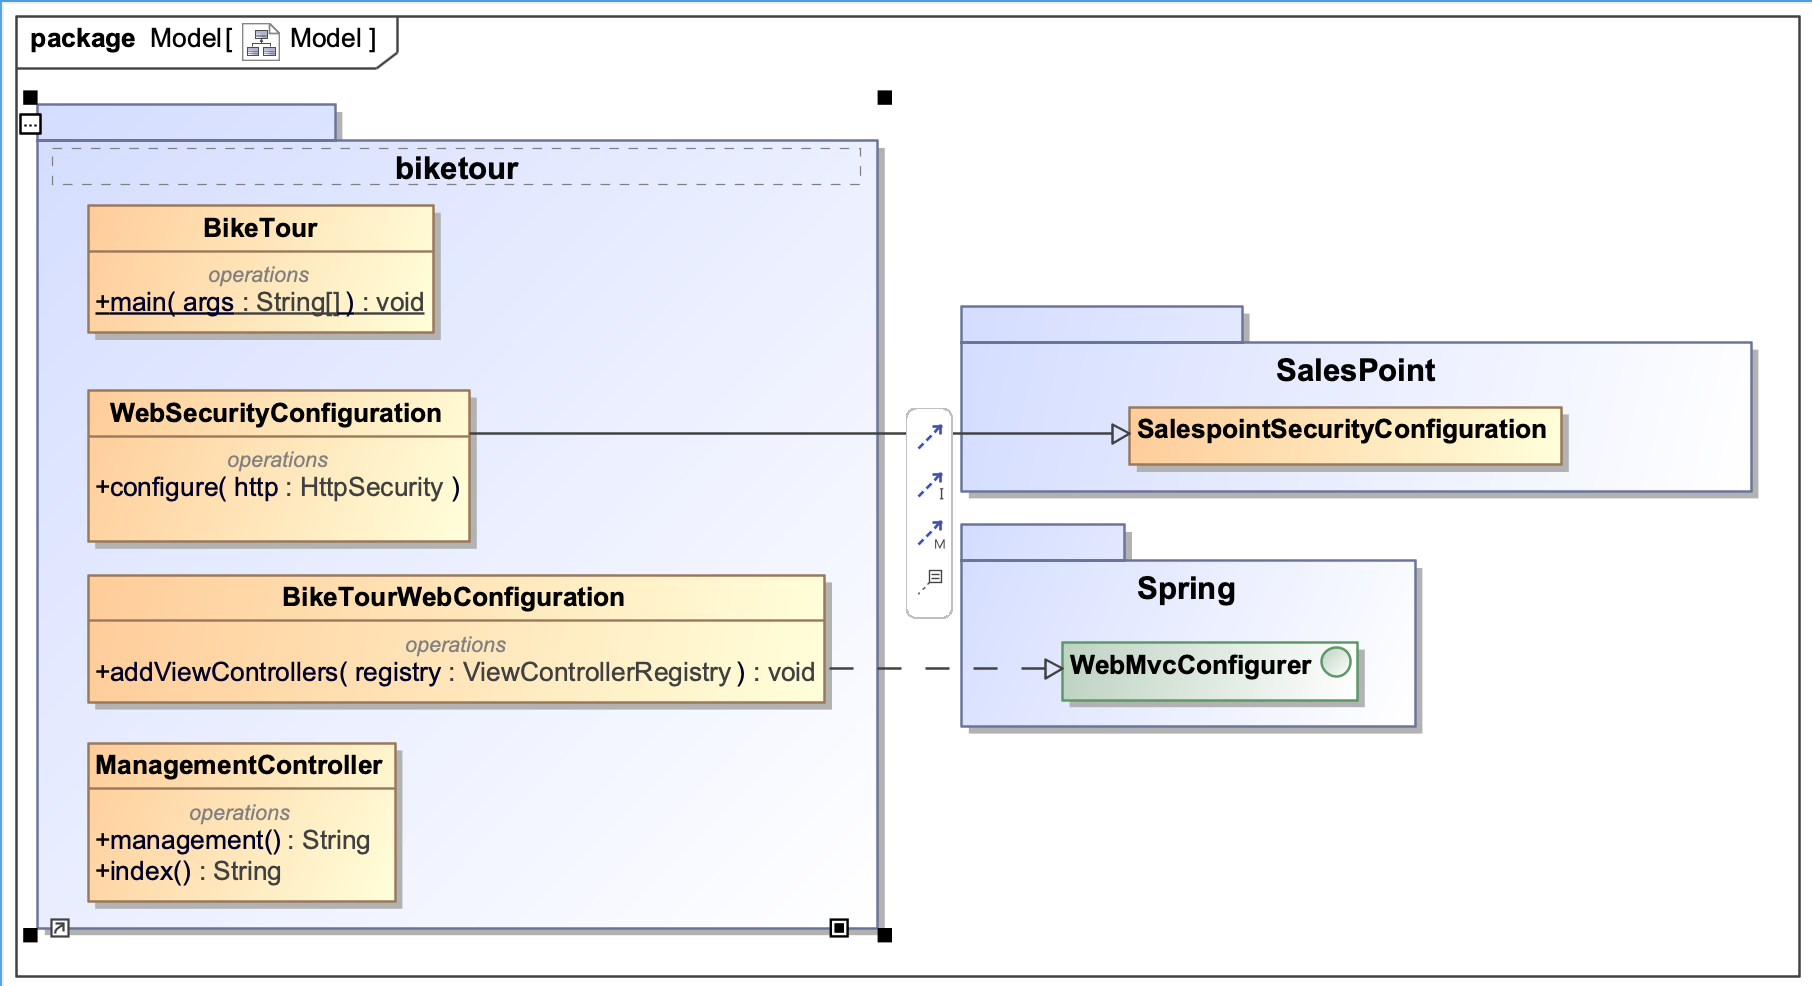 package Model[ Model ]
biketour
BikeTour
operations
+main( args : String[] ) : void
WebSecurityConfiguration
operations
+configure( http : HttpSecurity )
BikeTourWebConfiguration
operations
+addViewControllers( registry : ViewControllerRegistry ) : void
ManagementController
operations
+management() : String
+index() : String
I
M
SalesPoint
SalespointSecurityConfiguration
Spring
WebMvcConfigurer